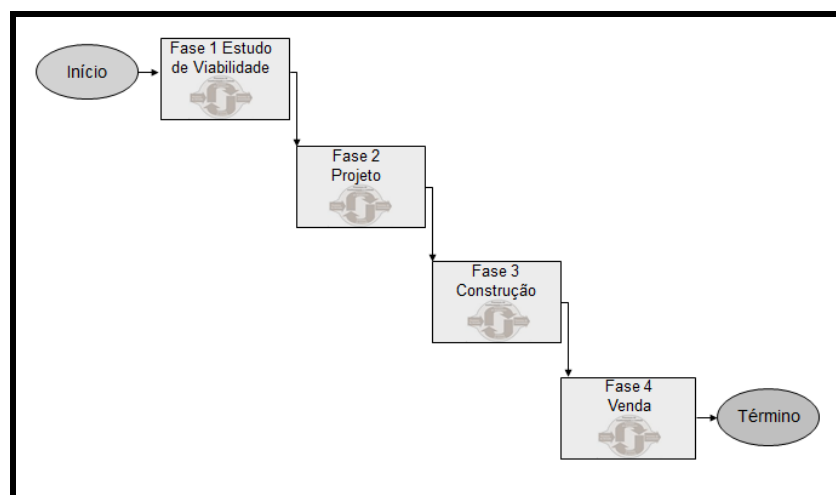 Início
Fase 1 Estudo
de Viabilidade
Fase 2
Projeto
Fase 3
Construção
Fase 4
Venda
Término